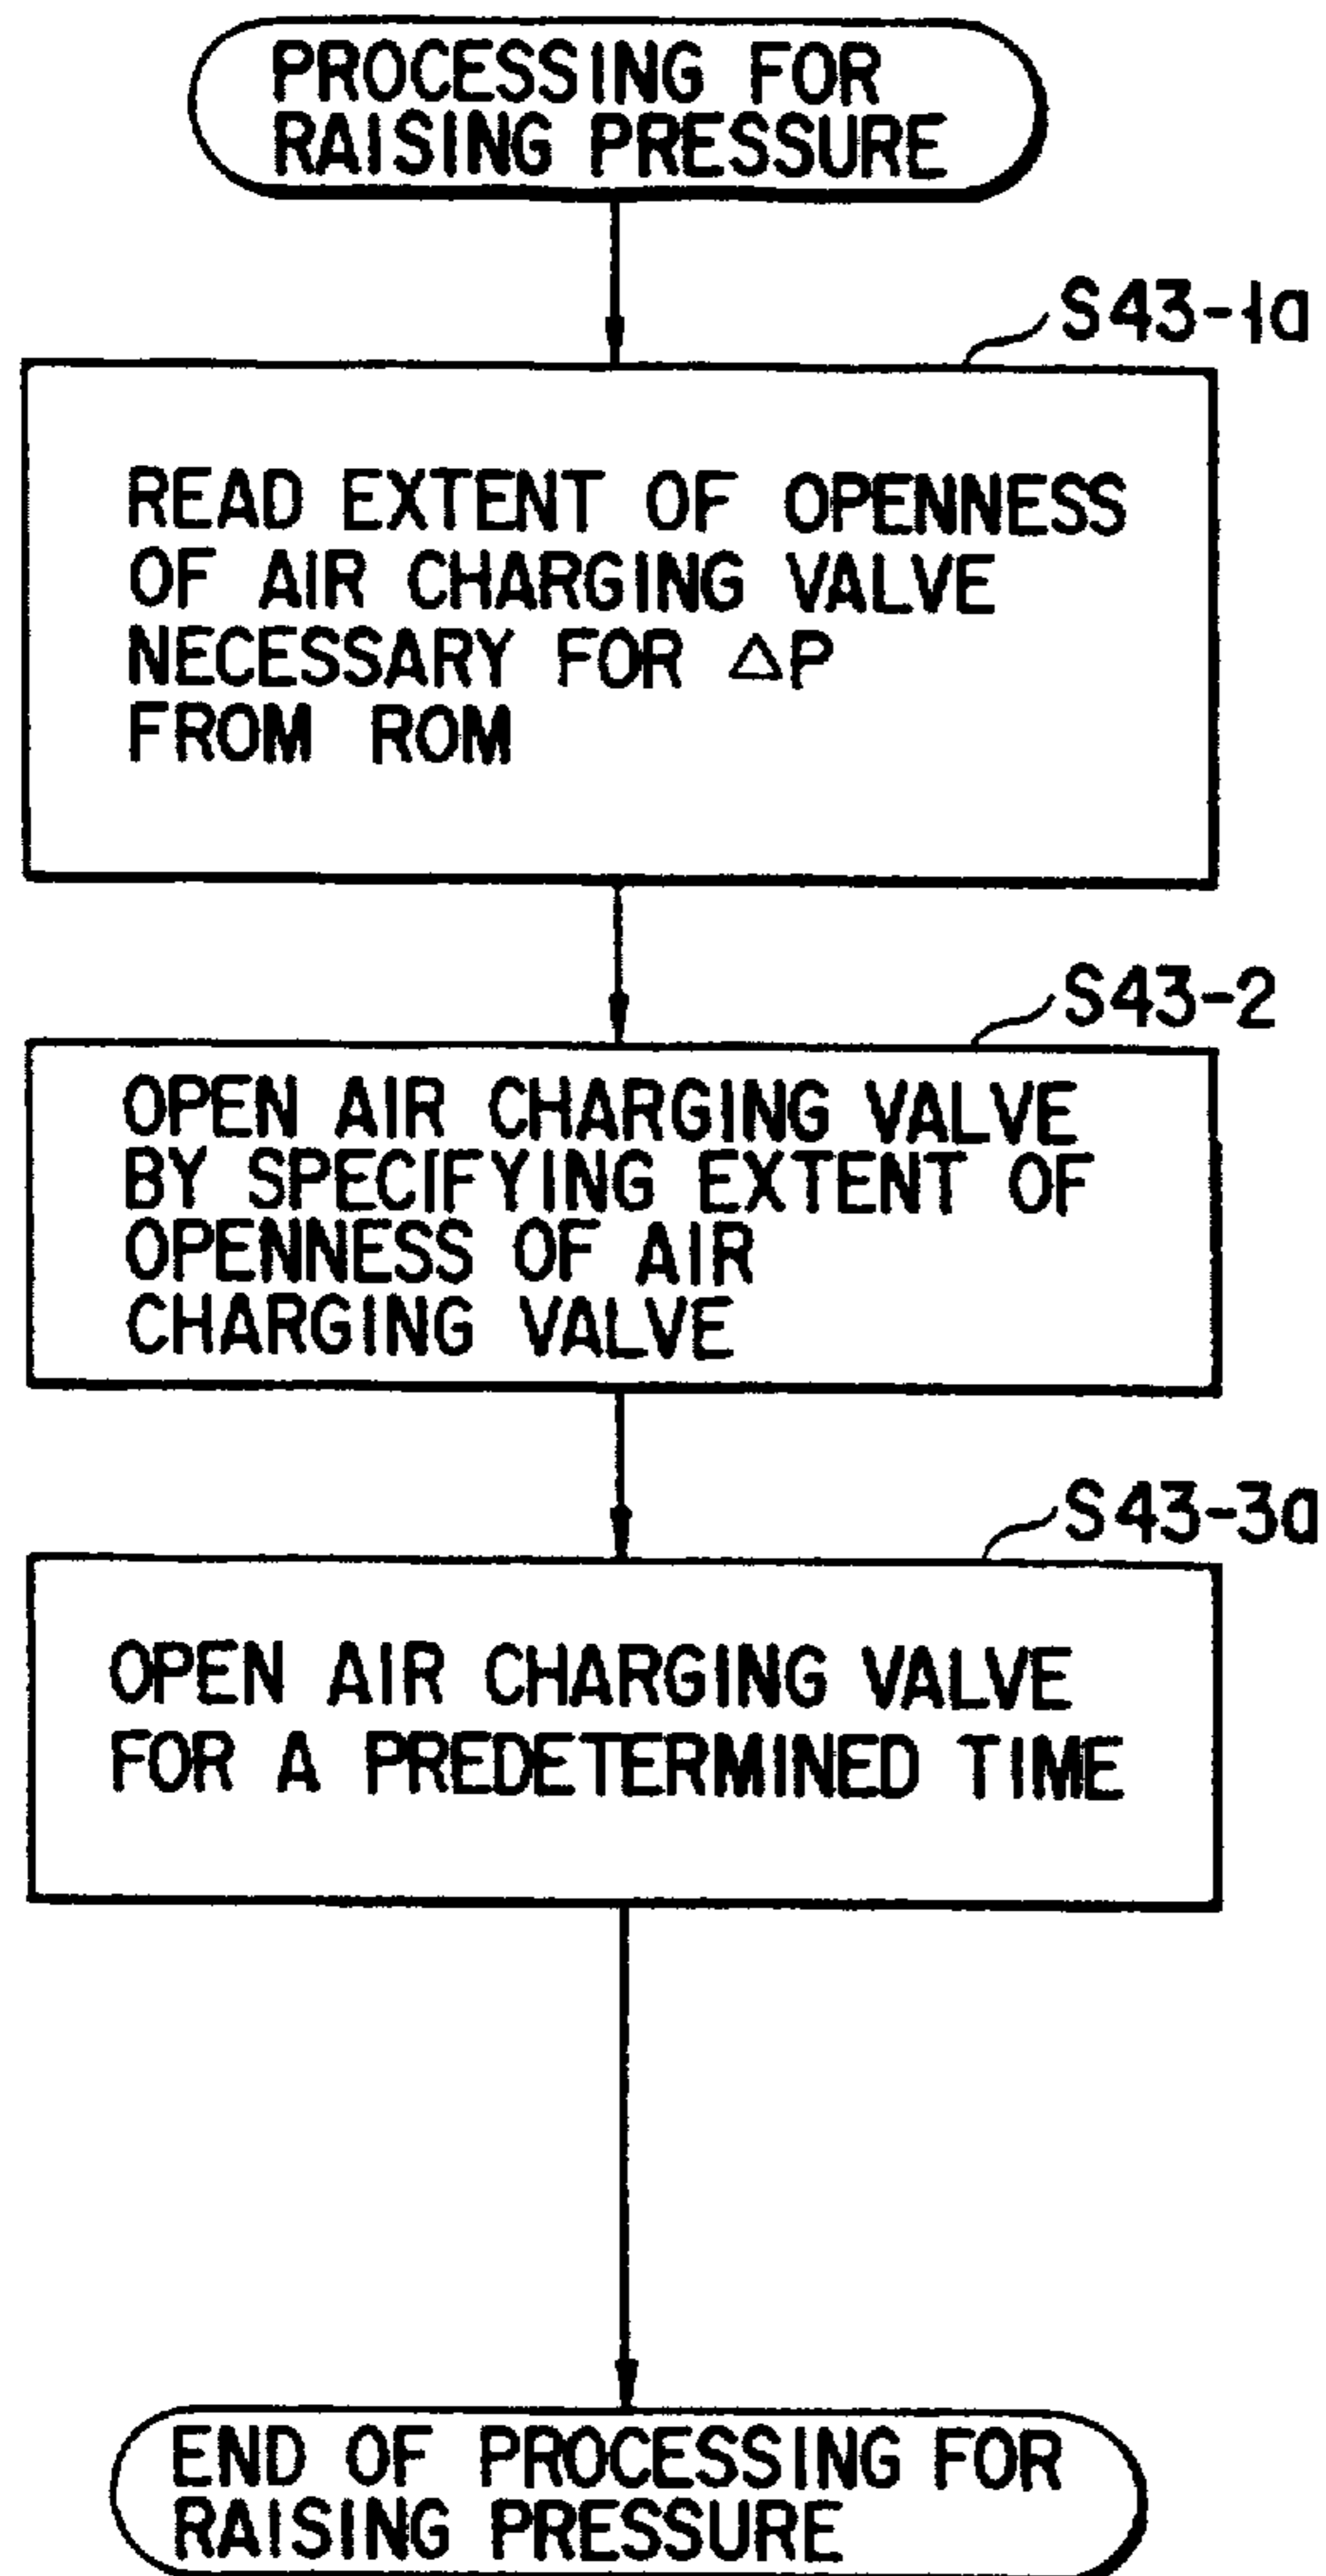 PROCESSING FOR
RAISING PRESSURE
S43-1a
READ EXTENT OF OPENNESS
OF AIR CHARGING VALVE
NECESSARY FOR △P
FROM ROM
S43-2
OPEN AIR CHARGING VALVE
BY SPECIFYING EXTENT OF
OPENNESS OF AIR
CHARGING VALVE
S43-3a
OPEN AIR CHARGING VALVE
FOR A PREDETERMINED TIME
END OF PROCESSING FOR
RAISING PRESSURE